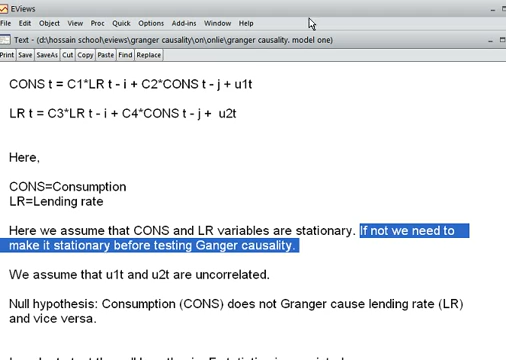 EViews
File Edit Object View Proc Quick Options Add-ins Window Help
Text - (d:\hossain school\eviews\granger causality\on\onlie\granger causality. model one)
Print Save SaveAs Cut Copy Paste Find Replace
CONS t = C1*LR t - i + C2*CONS t - j + u1t
LR t = C3*LR t - i + C4*CONS t - j + u2t
Here,
CONS=Consumption
LR=Lending rate
Here we assume that CONS and LR variables are stationary. If not we need to
make it stationary before testing Ganger causality.
We assume that u1t and u2t are uncorrelated.
Null hypothesis: Consumption (CONS) does not Granger cause lending rate (LR)
and vice versa.